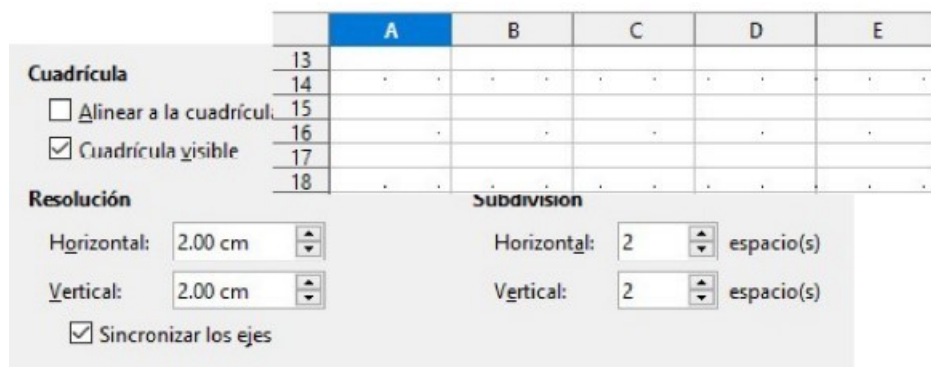 A B C D E
13
Cuadrícula
14
Alinear a la cuadrícula 15
16
Cuadrícula visible
17
18
Resolución Subdivisión
Horizontal: 2.00 cm Horizontal: 2 espacio(s)
Vertical: 2.00 cm Vertical: 2 espacio(s)
Sincronizar los ejes